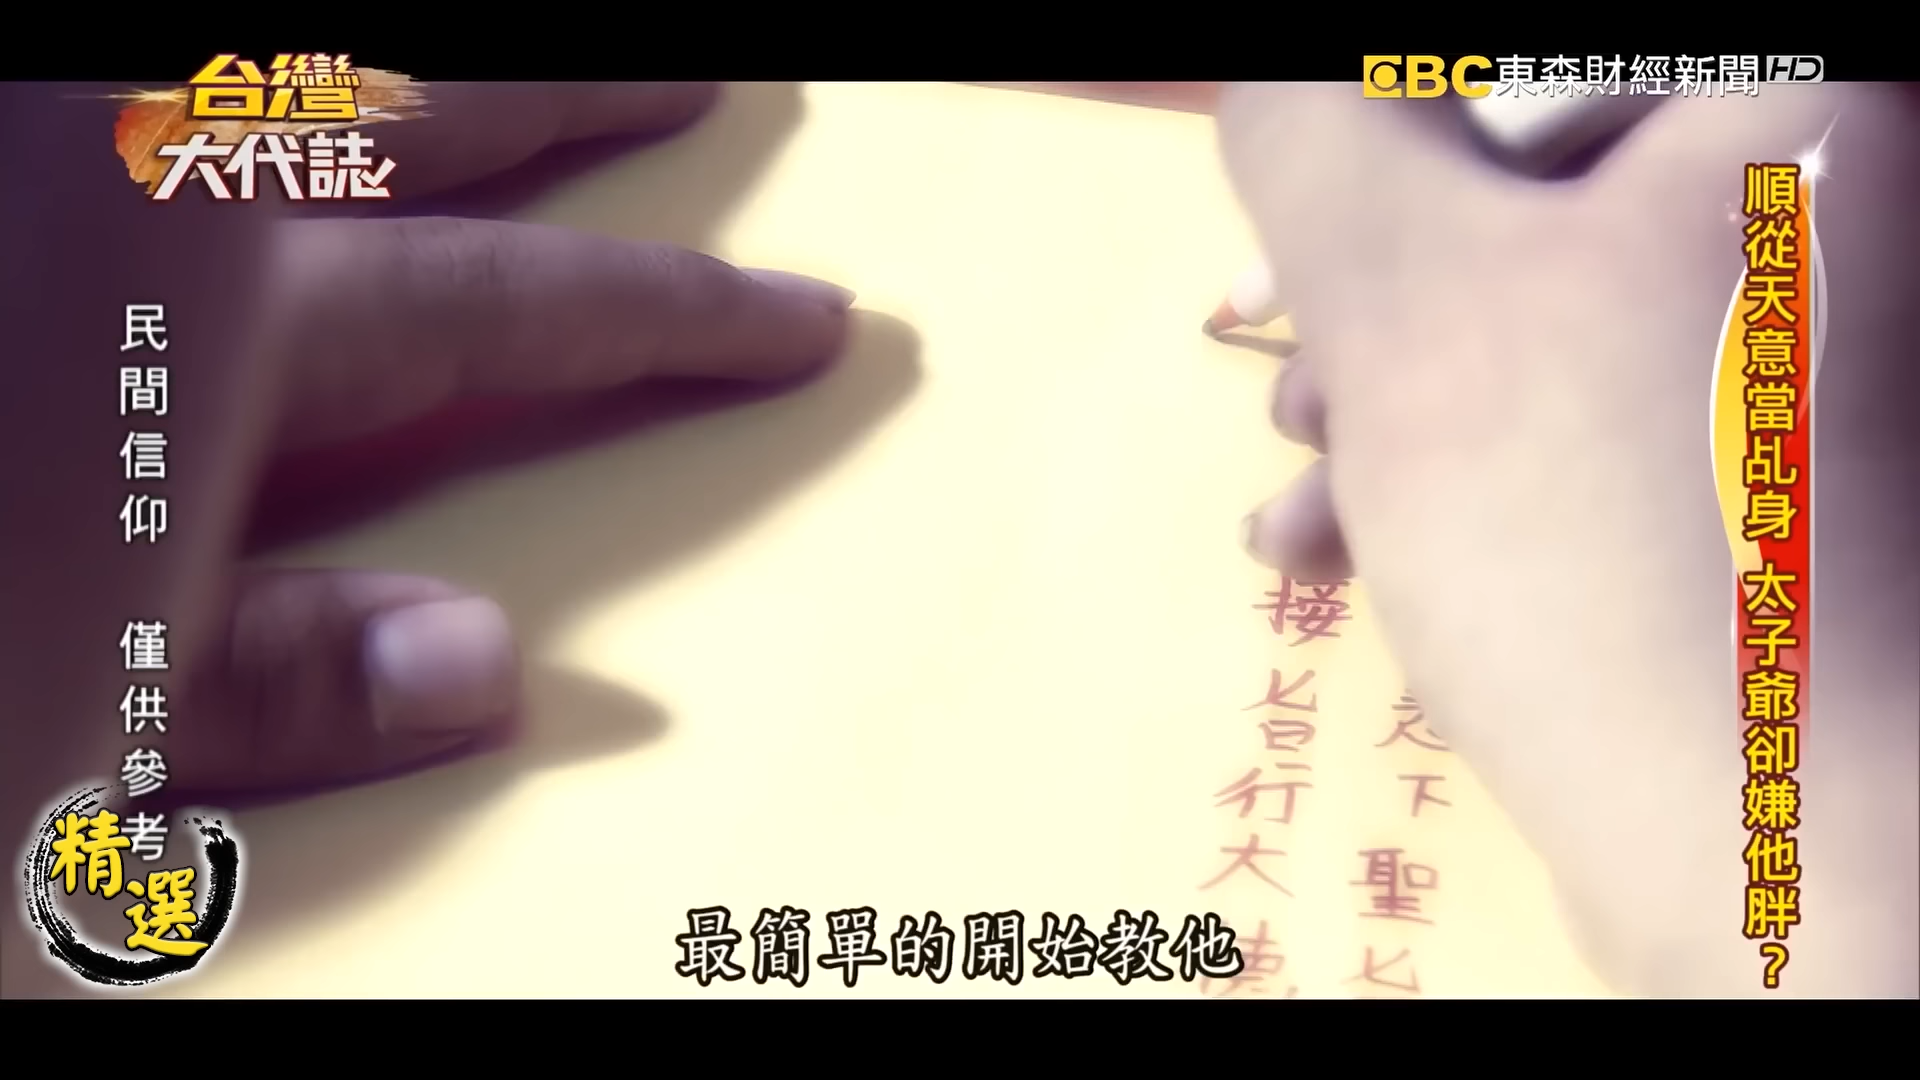 台灣
大代誌
EBC東森財經新聞HD
順從天意當乩身 太子爺卻嫌他胖？
民間信仰 僅供參考
精選
下聖
接旨行大德
最簡單的開始教他